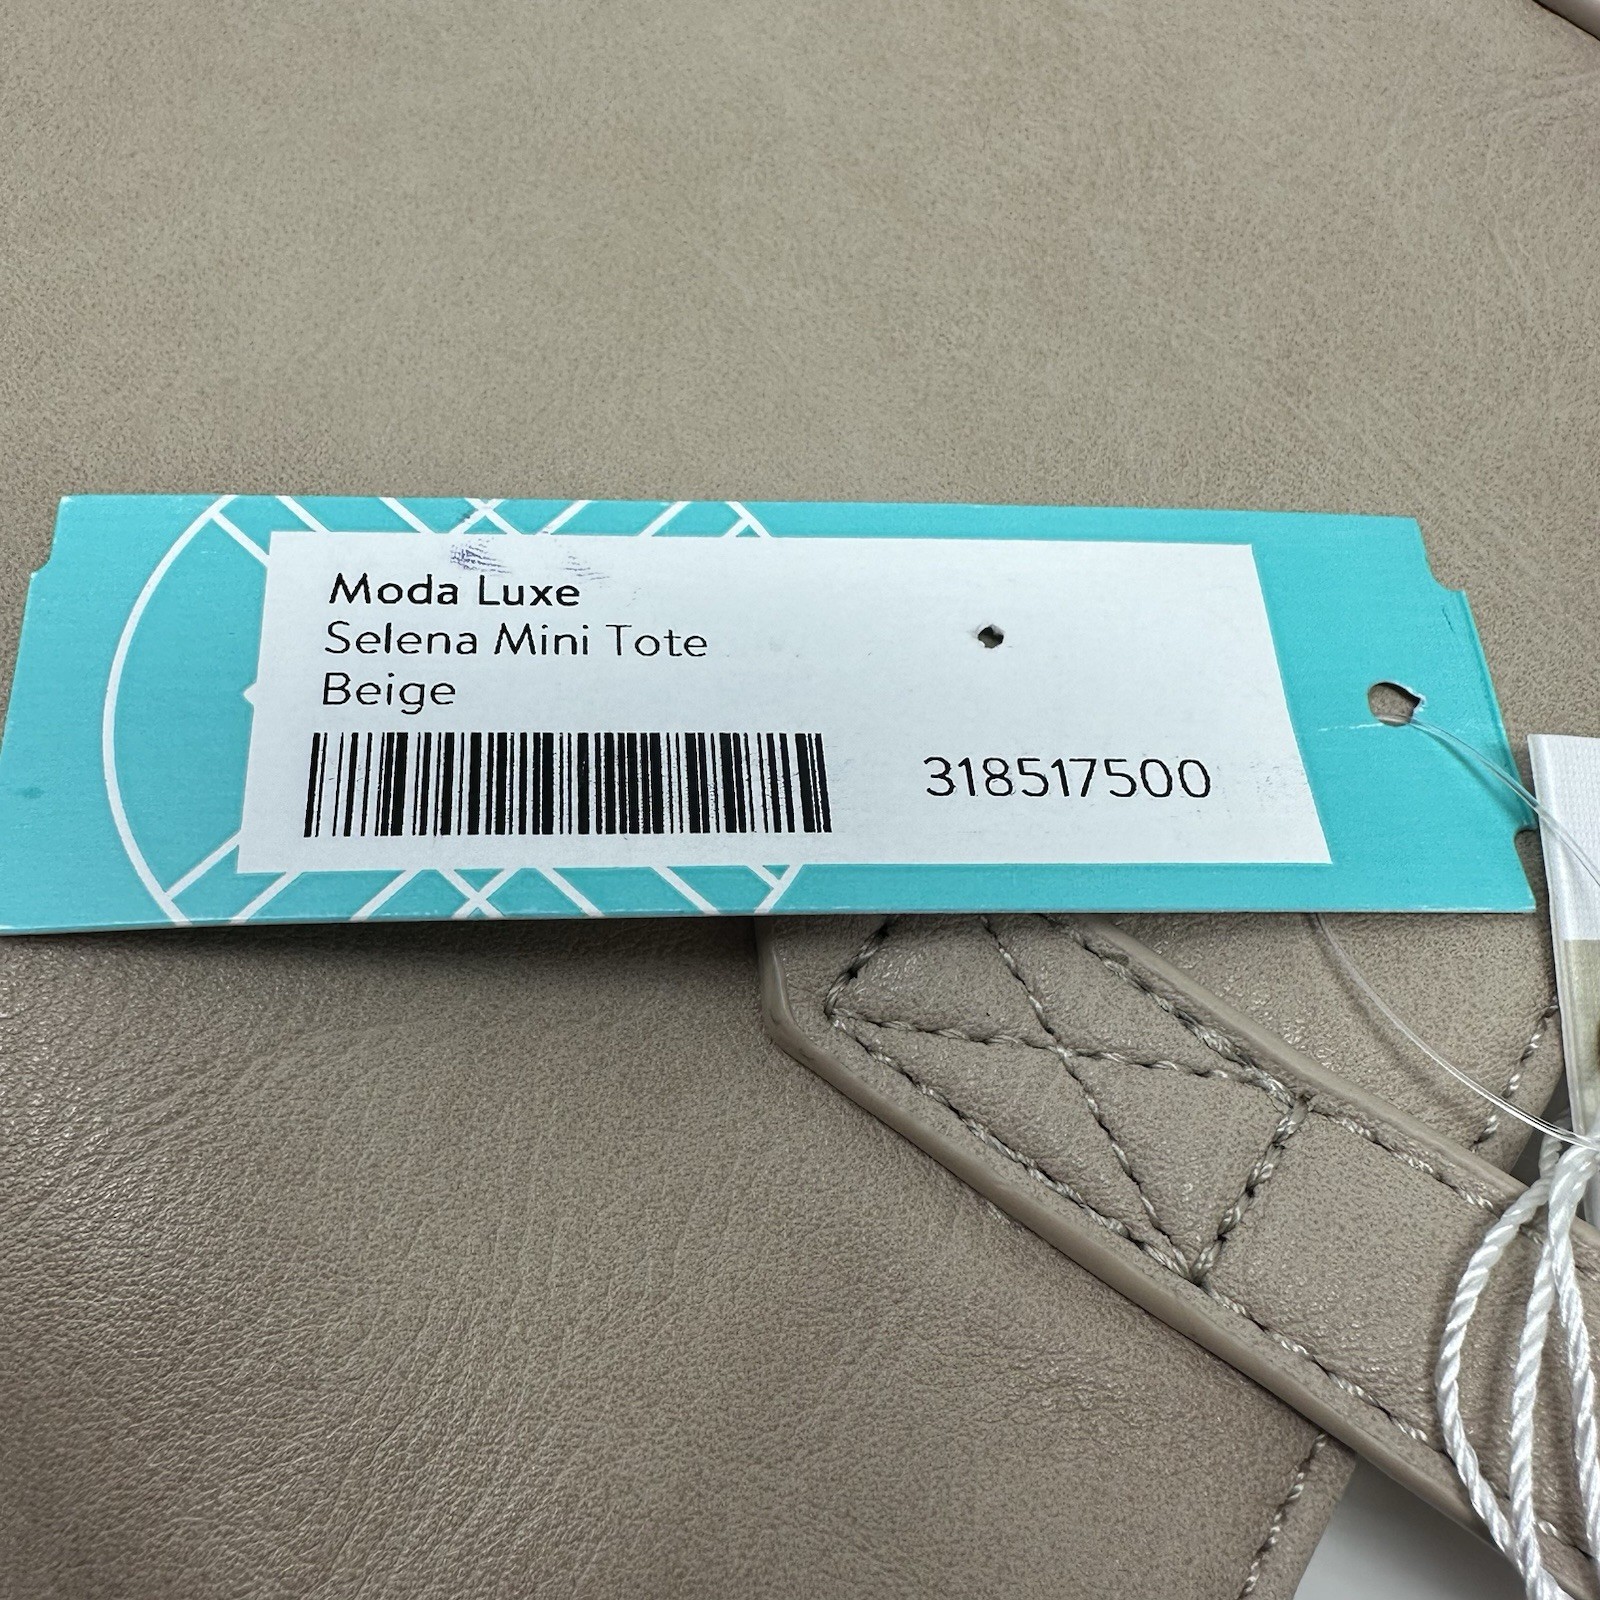 Moda Luxe
Selena Mini Tote
Beige
318517500